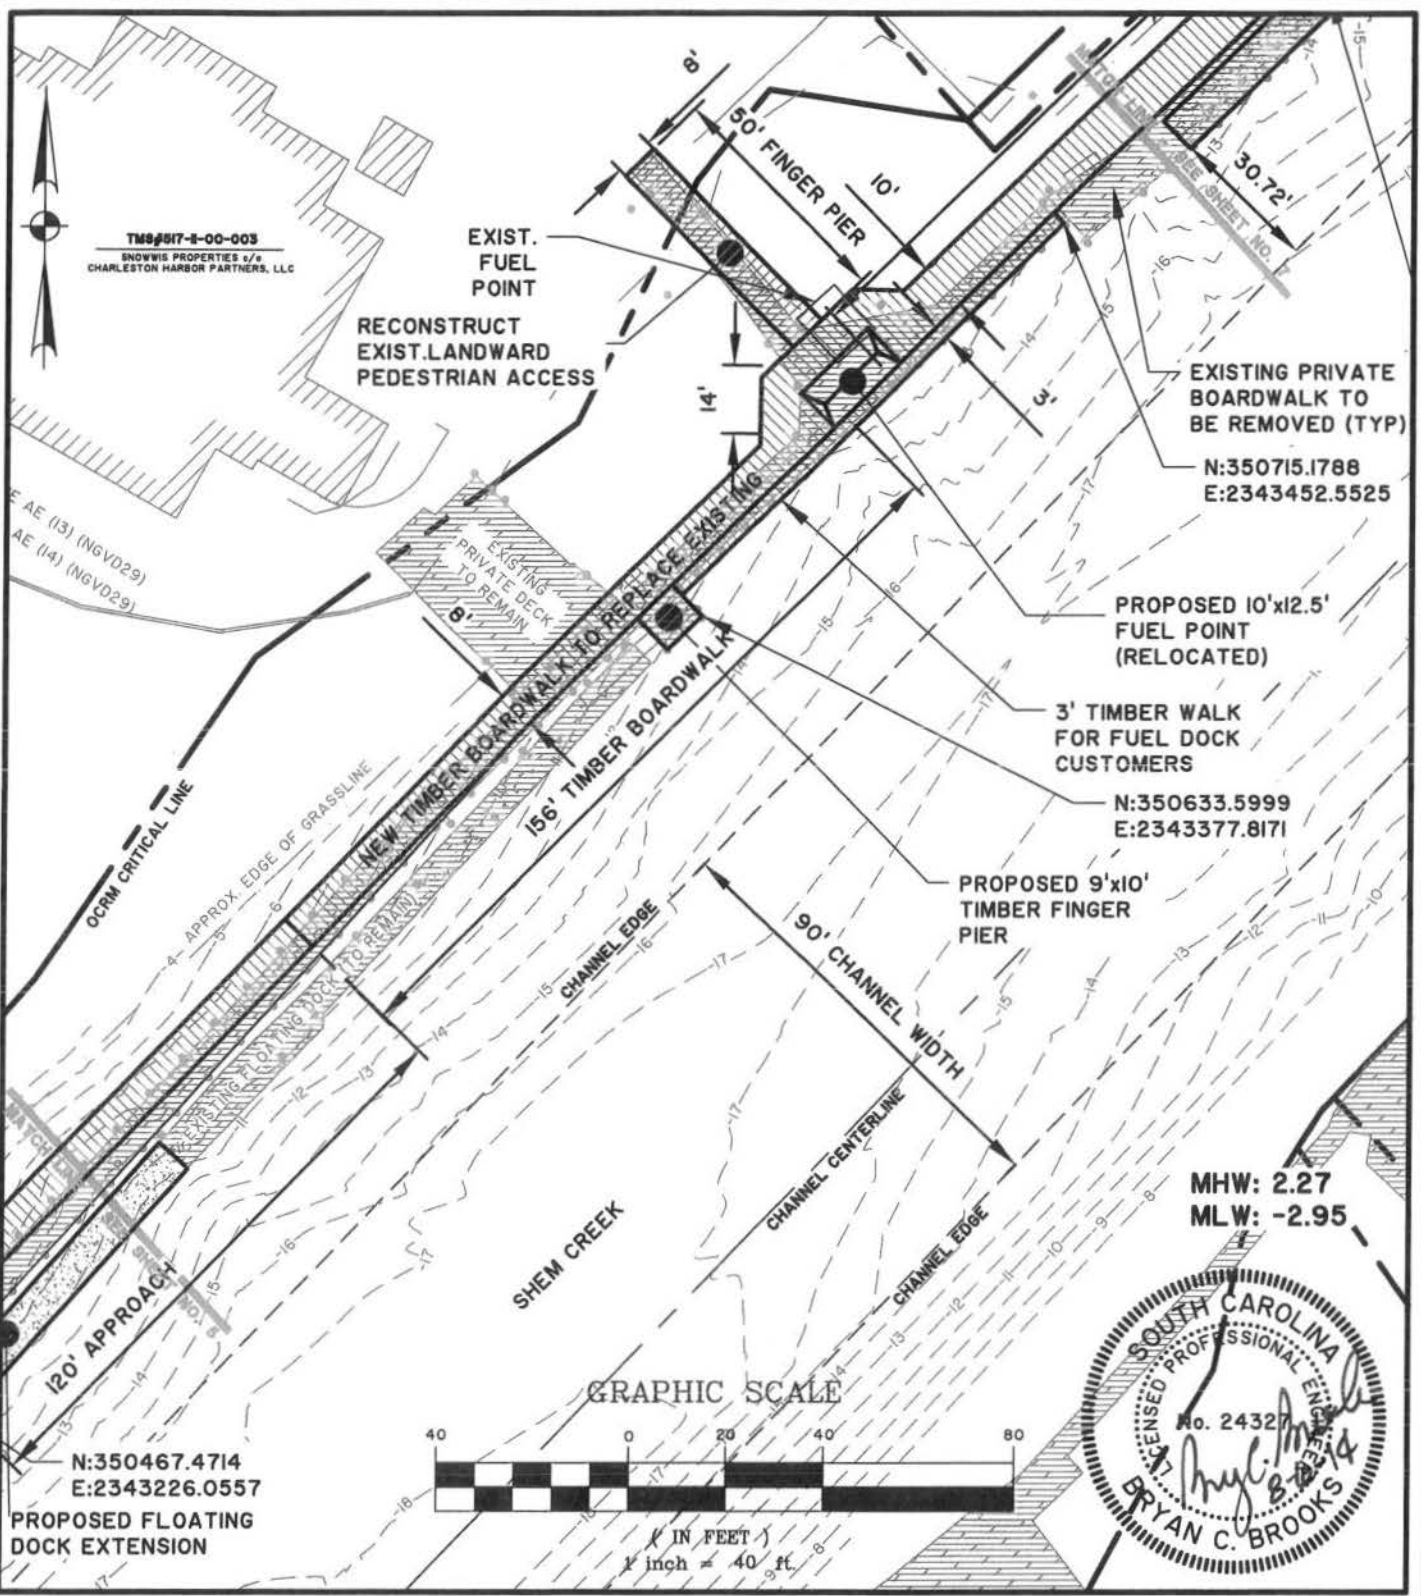 8'
50' FINGER PIER
10'
MATCH LINE - SEE SHEET NO. 7
30.72'
EXIST.
FUEL
POINT
SNOWWIS PROPERTIES c/o
CHARLESTON HARBOR PARTNERS, LLC
RECONSTRUCT
EXIST.LANDWARD
PEDESTRIAN ACCESS
14'
3'
EXISTING PRIVATE
BOARDWALK TO
BE REMOVED (TYP)
N:350715.1788
E:2343452.5525
AE (13) (NGVD29)
AE (14) (NGVD29)
EXISTING
PRIVATE DECK
TO REMAIN
8'
NEW TIMBER BOARDWALK TO REPLACE EXISTING
156' TIMBER BOARDWALK
PROPOSED 10'x12.5'
FUEL POINT
(RELOCATED)
3' TIMBER WALK
FOR FUEL DOCK
CUSTOMERS
N:350633.5999
E:2343377.8171
PROPOSED 9'x10'
TIMBER FINGER
PIER
OCRM CRITICAL LINE
APPROX. EDGE OF GRASSLINE
EXISTING FLOATING DOCK (TO REMAIN)
CHANNEL EDGE
90' CHANNEL WIDTH
CHANNEL CENTERLINE
CHANNEL EDGE
SHEM CREEK
120' APPROACH
MHW: 2.27
MLW: -2.95
N:350467.4714
E:2343226.0557
PROPOSED FLOATING
DOCK EXTENSION
GRAPHIC SCALE
40 0 20 40 80
( IN FEET )
1 inch = 40 ft.
SOUTH CAROLINA
LICENSED PROFESSIONAL ENGINEER
No. 24327
BRYAN C. BROOKS